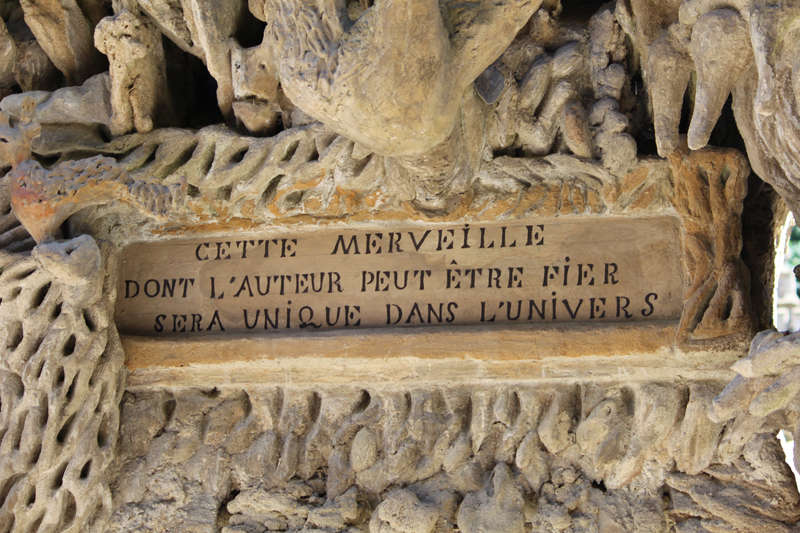 CETTE MERVEiLLE
DONT L'AUTEUR PEUT ÊTRE FiER
SERA UNiQUE DANS L'UNiVERS